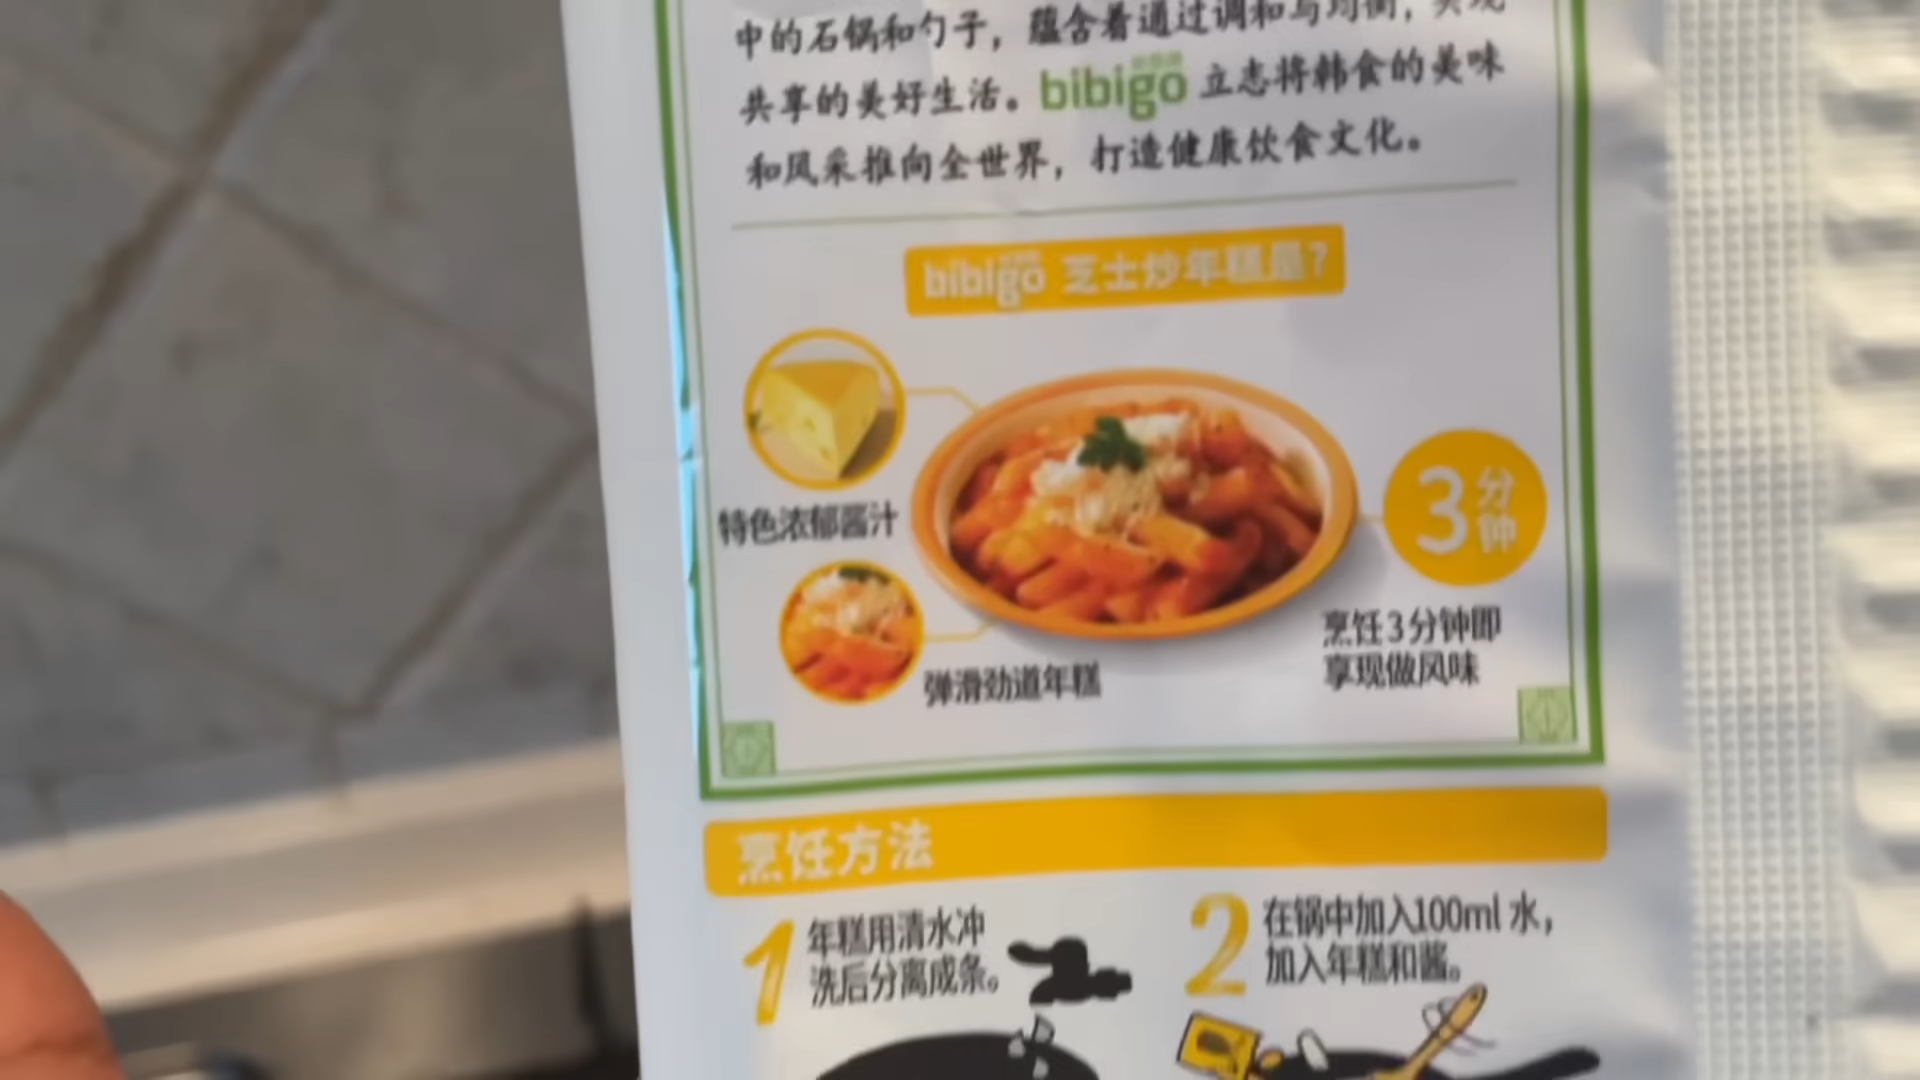 中的石锅和勺子，蕴含着通过调和与均衡，实现
共享的美好生活。bibigo 立志将韩食的美味
和风采推向全世界，打造健康饮食文化。
bibigo 芝士炒年糕是?
特色浓郁酱汁
3分钟
弹滑劲道年糕
烹饪3分钟即
享现做风味
烹饪方法
1 年糕用清水冲
洗后分离成条。
2 在锅中加入100ml 水，
加入年糕和酱。